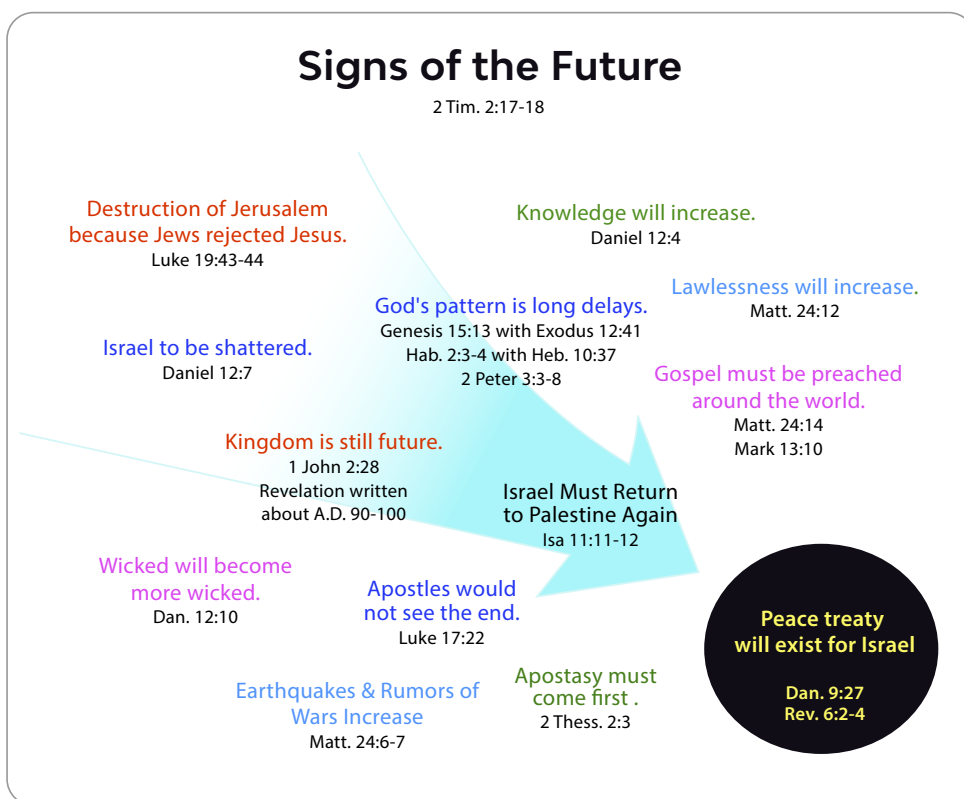 Signs of the Future
2 Tim. 2:17-18
Destruction of Jerusalem
because Jews rejected Jesus.
Luke 19:43-44
Knowledge will increase.
Daniel 12:4
Lawlessness will increase.
Matt. 24:12
God's pattern is long delays.
Genesis 15:13 with Exodus 12:41
Hab. 2:3-4 with Heb. 10:37
2 Peter 3:3-8
Israel to be shattered.
Daniel 12:7
Gospel must be preached
around the world.
Matt. 24:14
Mark 13:10
Kingdom is still future.
1 John 2:28
Revelation written
about A.D. 90-100
Israel Must Return
to Palestine Again
Isa 11:11-12
Wicked will become
more wicked.
Dan. 12:10
Apostles would
not see the end.
Luke 17:22
Peace treaty
will exist for Israel
Dan. 9:27
Rev. 6:2-4
Earthquakes & Rumors of
Wars Increase
Matt. 24:6-7
Apostasy must
come first .
2 Thess. 2:3